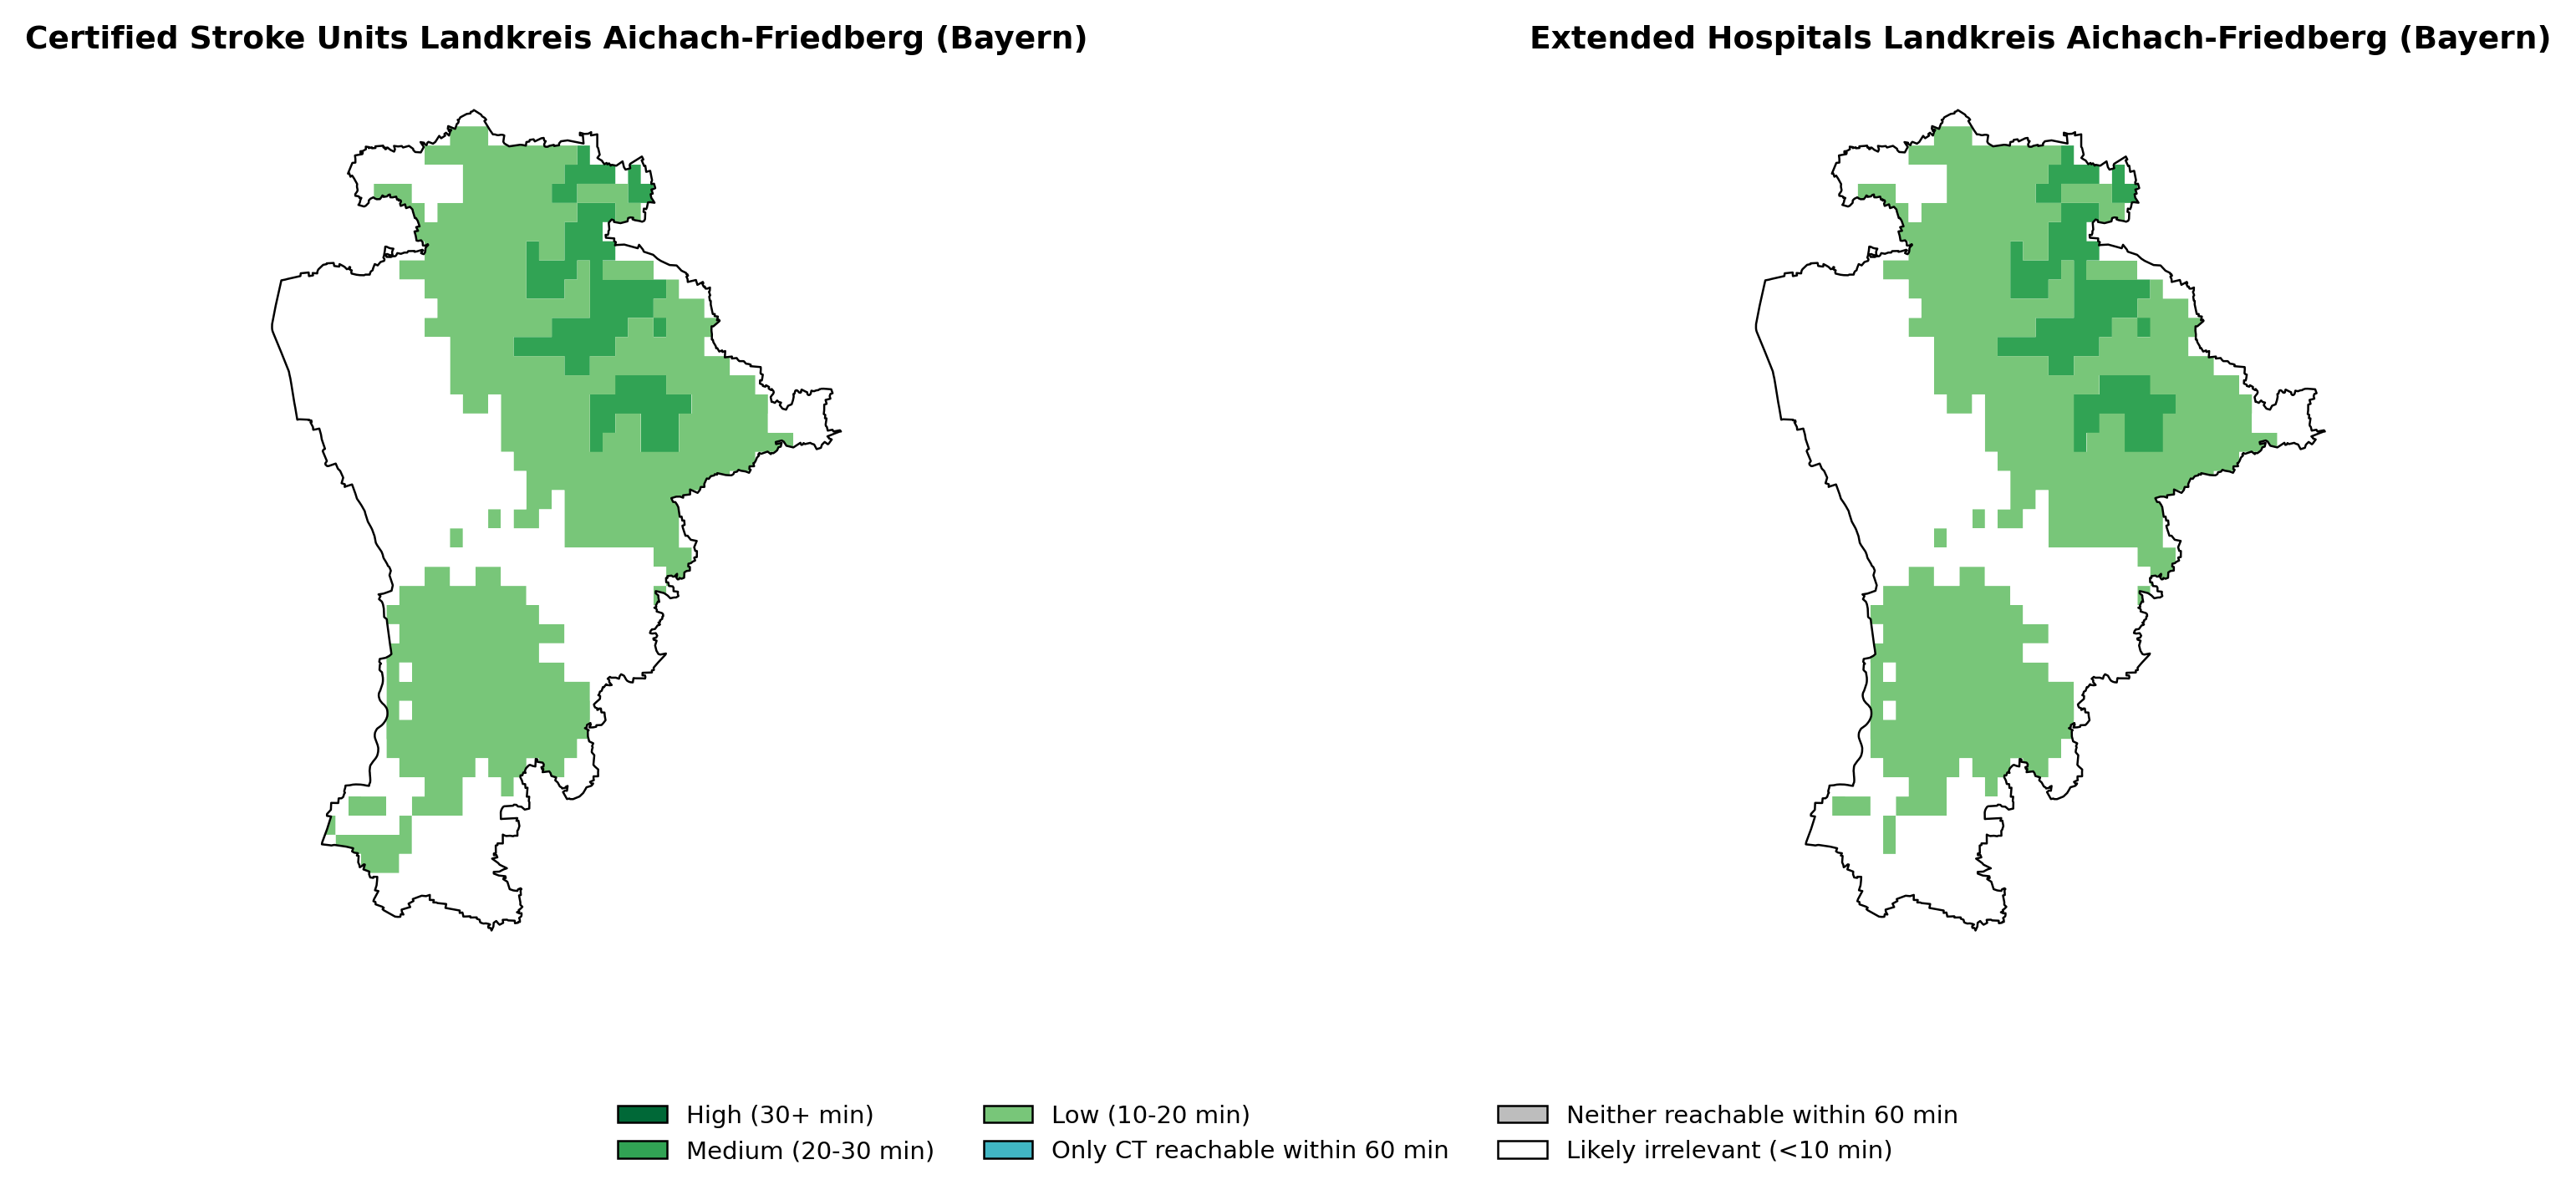 Certified Stroke Units Landkreis Aichach-Friedberg (Bayern)
Extended Hospitals Landkreis Aichach-Friedberg (Bayern)
High (30+ min)
Medium (20-30 min)
Low (10-20 min)
Only CT reachable within 60 min
Neither reachable within 60 min
Likely irrelevant (<10 min)